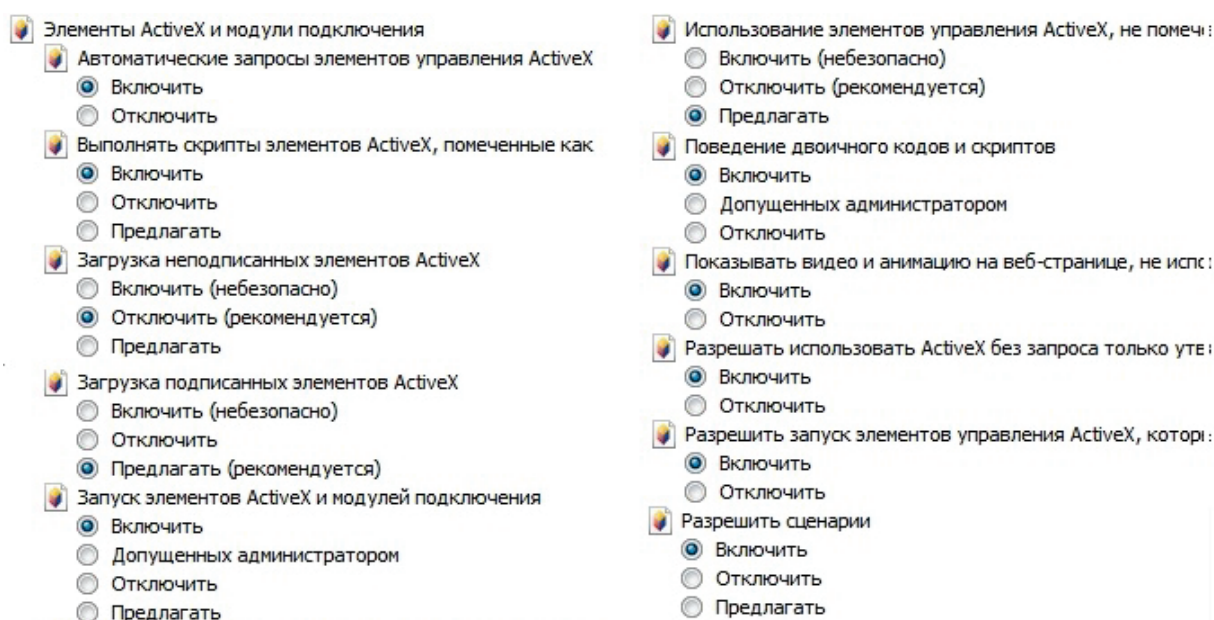 Элементы ActiveX и модули подключения
Автоматические запросы элементов управления ActiveX
Включить
Отключить
Выполнять скрипты элементов ActiveX, помеченные как
Включить
Отключить
Предлагать
Загрузка неподписанных элементов ActiveX
Включить (небезопасно)
Отключить (рекомендуется)
Предлагать
Загрузка подписанных элементов ActiveX
Включить (небезопасно)
Отключить
Предлагать (рекомендуется)
Запуск элементов ActiveX и модулей подключения
Включить
Допущенных администратором
Отключить
Предлагать
Использование элементов управления ActiveX, не
Включить (небезопасно)
Отключить (рекомендуется)
Предлагать
Поведение двоичного кодов и скриптов
Включить
Допущенных администратором
Отключить
Показывать видео и анимацию на веб-странице, не
Включить
Отключить
Разрешать использовать ActiveX без запроса только
Включить
Отключить
Разрешить запуск элементов управления ActiveX,
Включить
Отключить
Разрешить сценарии
Включить
Отключить
Предлагать